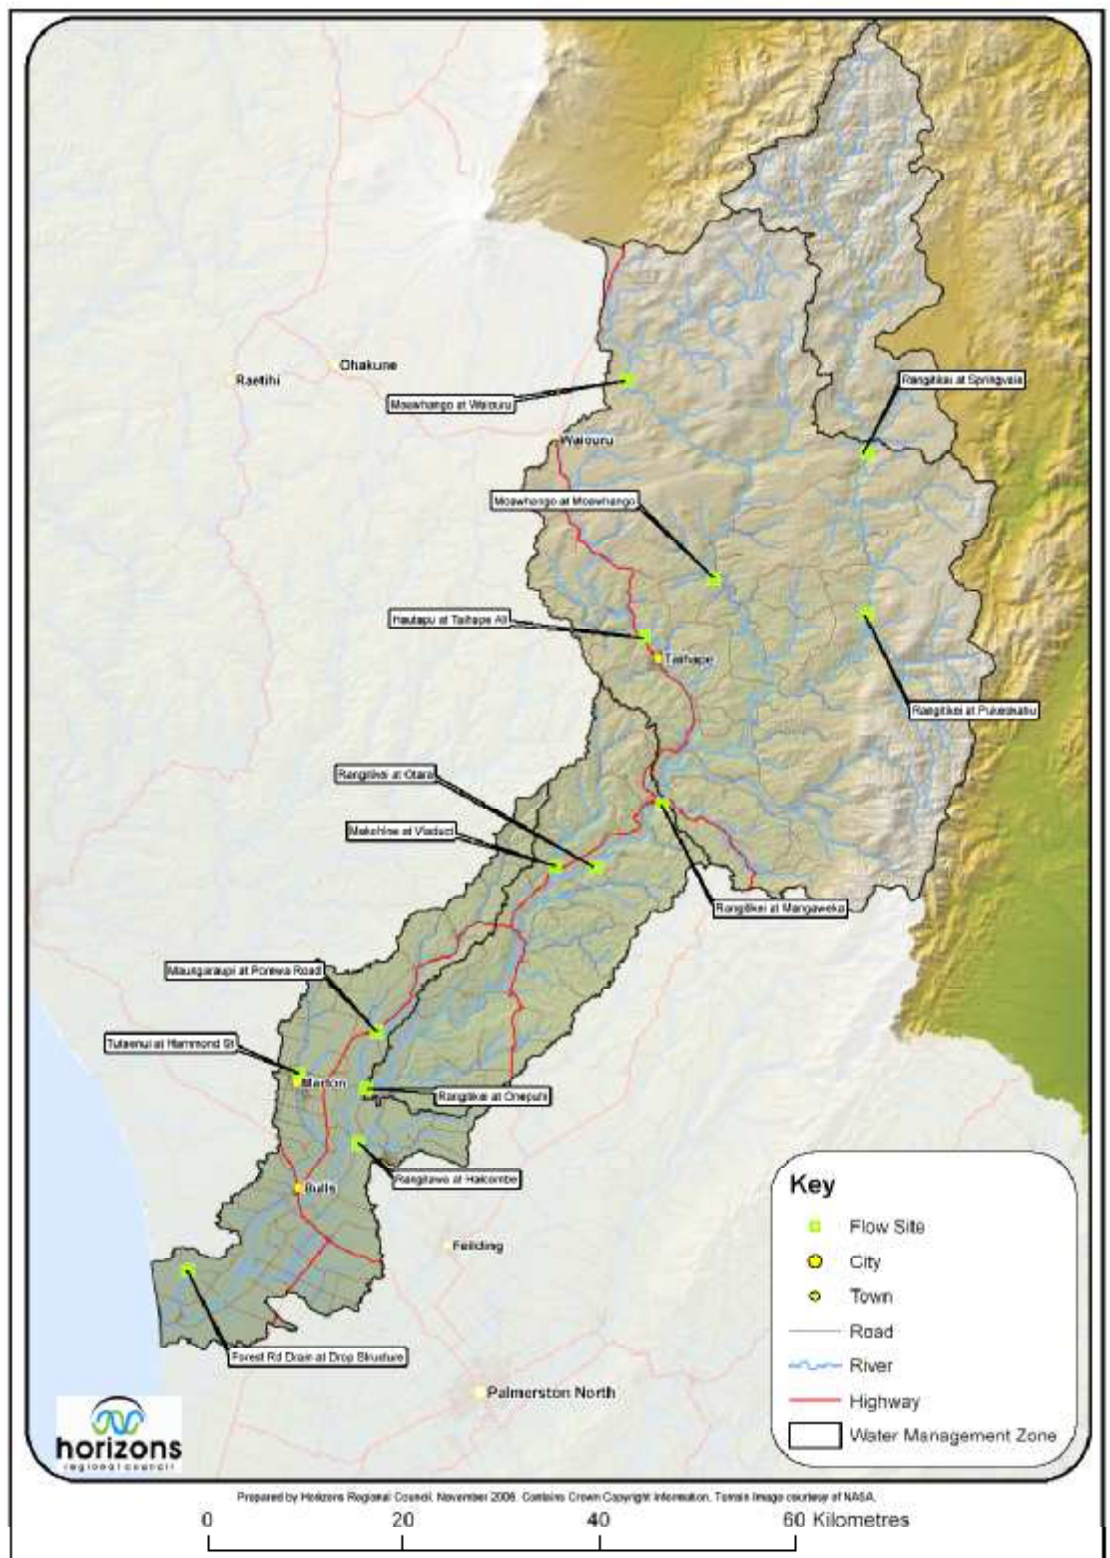 Raetihi
Ohakune
Moawhango at Waiouru
Rangitikei at Springvale
Waiouru
Moawhango at Moawhango
Hautapu at Taihape Alf
Taihape
Rangitikei at Pukeokahu
Rangitikei at Otara
Makohine at Viaduct
Rangitikei at Mangaweka
Maungaraupi at Porewa Road
Tutaenui at Hammond St
Marton
Rangitikei at Onepuhi
Rangitawa at Halcombe
Bulls
Feilding
Forest Rd Drain at Drop Structure
Palmerston North
Key
Flow Site
City
Town
Road
River
Highway
Water Management Zone
horizons
regional council
Prepared by Horizons Regional Council, November 2006. Contains Crown Copyright Information. Terrain Image courtesy of NASA.
0 20 40 60 Kilometres